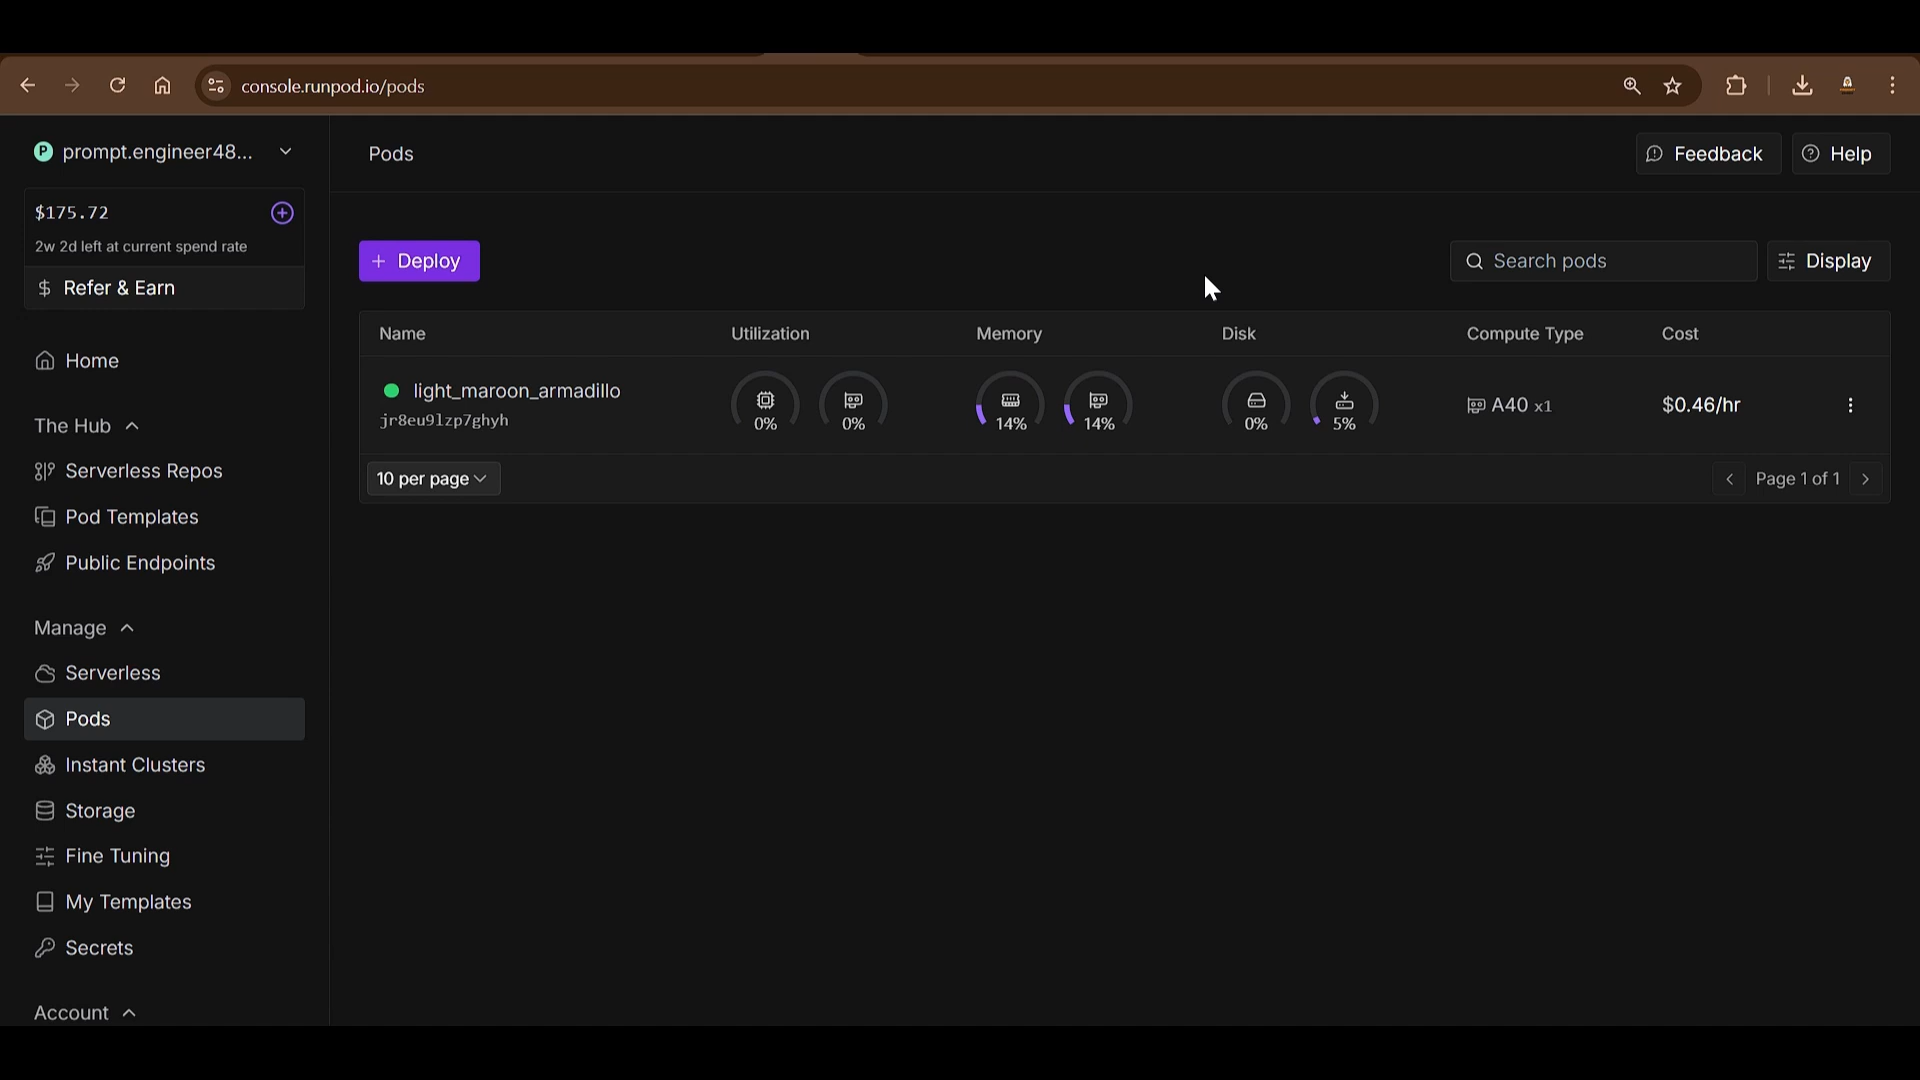 console.runpod.io/pods
P prompt.engineer48...
Pods
Feedback
Help
$175.72
2w 2d left at current spend rate
$ Refer & Earn
+ Deploy
Search pods
Display
Home
The Hub
Serverless Repos
Pod Templates
Public Endpoints
Manage
Serverless
Pods
Instant Clusters
Storage
Fine Tuning
My Templates
Secrets
Account
Name Utilization Memory Disk Compute Type Cost
light_maroon_armadillo
jr8eu9lzp7ghyh
0% 0% 14% 14% 0% 5% A40 x1 $0.46/hr
10 per page
Page 1 of 1